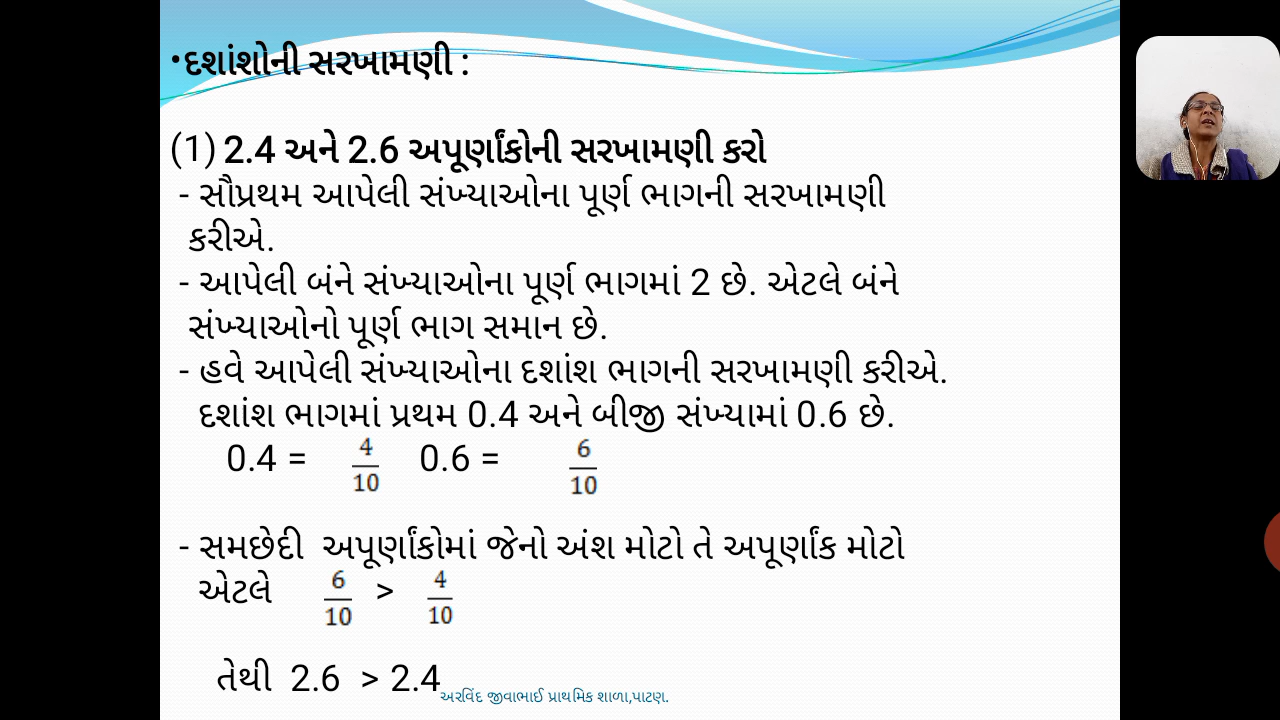 •દશાંશોની સરખામણી :
(1) 2.4 અને 2.6 અપૂર્ણાંકોની સરખામણી કરો
- સૌપ્રથમ આપેલી સંખ્યાઓના પૂર્ણ ભાગની સરખામણી
કરીએ.
- આપેલી બંને સંખ્યાઓના પૂર્ણ ભાગમાં 2 છે. એટલે બંને
સંખ્યાઓનો પૂર્ણ ભાગ સમાન છે.
- હવે આપેલી સંખ્યાઓના દશાંશ ભાગની સરખામણી કરીએ.
દશાંશ ભાગમાં પ્રથમ 0.4 અને બીજી સંખ્યામાં 0.6 છે.
0.4 = 4/10 0.6 = 6/10
- સમછેદી અપૂર્ણાંકોમાં જેનો અંશ મોટો તે અપૂર્ણાંક મોટો
એટલે 6/10 > 4/10
તેથી 2.6 > 2.4
અરવિંદ જીવાભાઈ પ્રાથમિક શાળા,પાટણ.